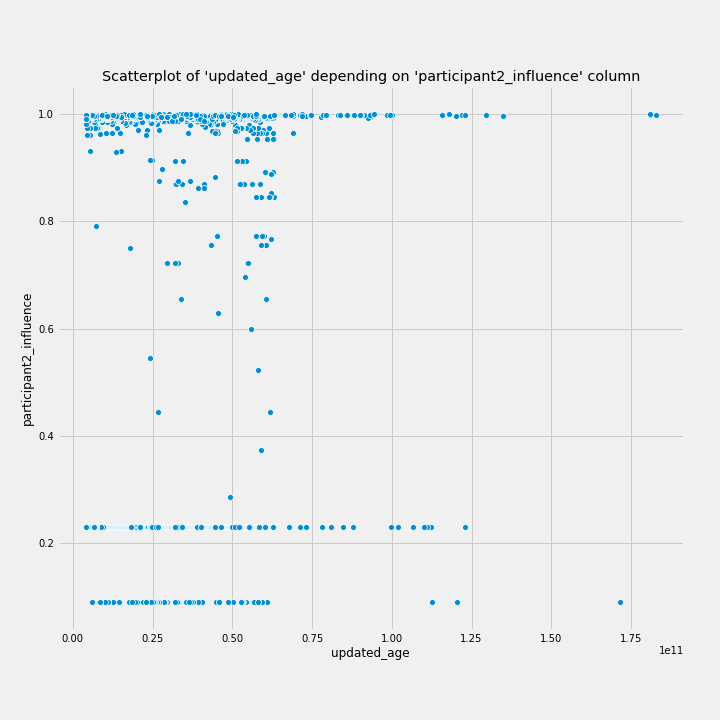 Scatterplot of 'updated_age' depending on 'participant2_influence' column
participant2_influence
1.0
0.8
0.6
0.4
0.2
0.00 0.25 0.50 0.75 1.00 1.25 1.50 1.75
updated_age
1e11